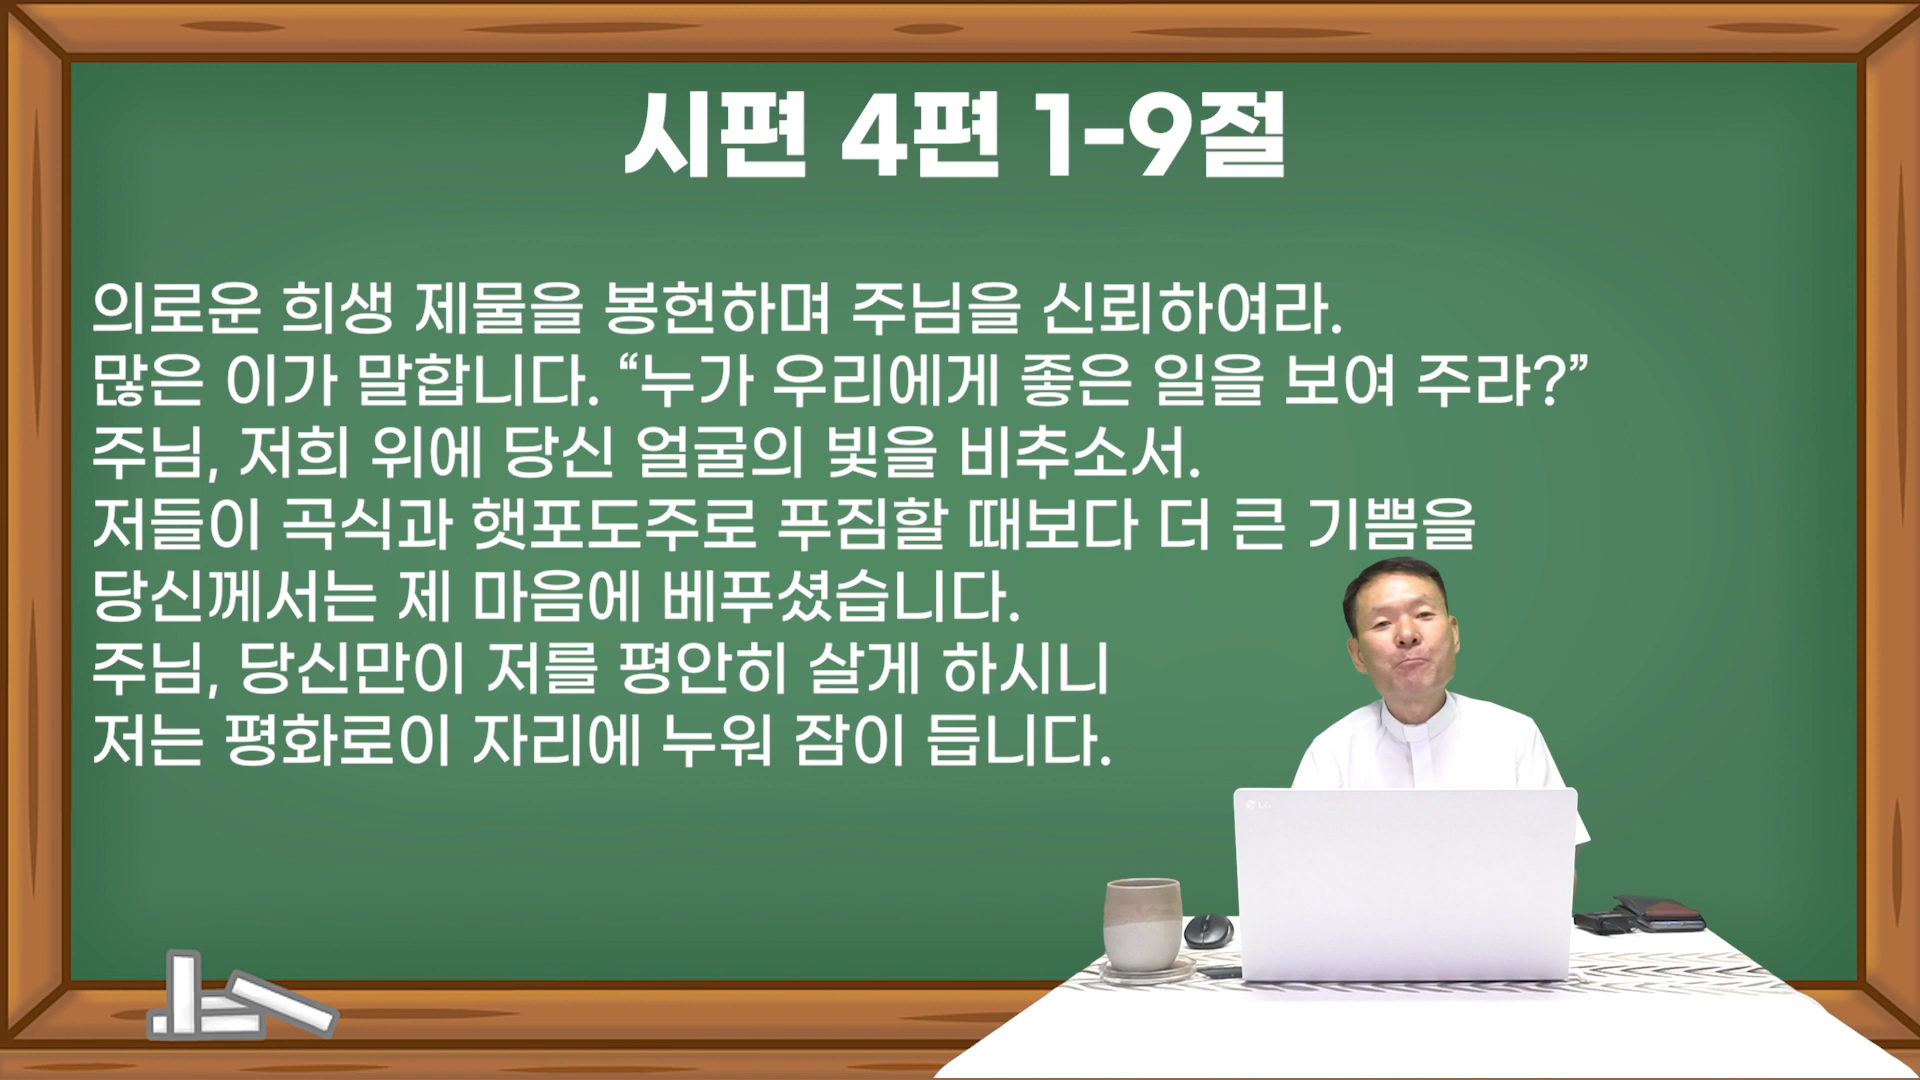 시편 4편 1-9절
의로운 희생 제물을 봉헌하며 주님을 신뢰하여라.
많은 이가 말합니다. “누가 우리에게 좋은 일을 보여 주랴?”
주님, 저희 위에 당신 얼굴의 빛을 비추소서.
저들이 곡식과 햇포도주로 푸짐할 때보다 더 큰 기쁨을
당신께서는 제 마음에 베푸셨습니다.
주님, 당신만이 저를 평안히 살게 하시니
저는 평화로이 자리에 누워 잠이 듭니다.
LG